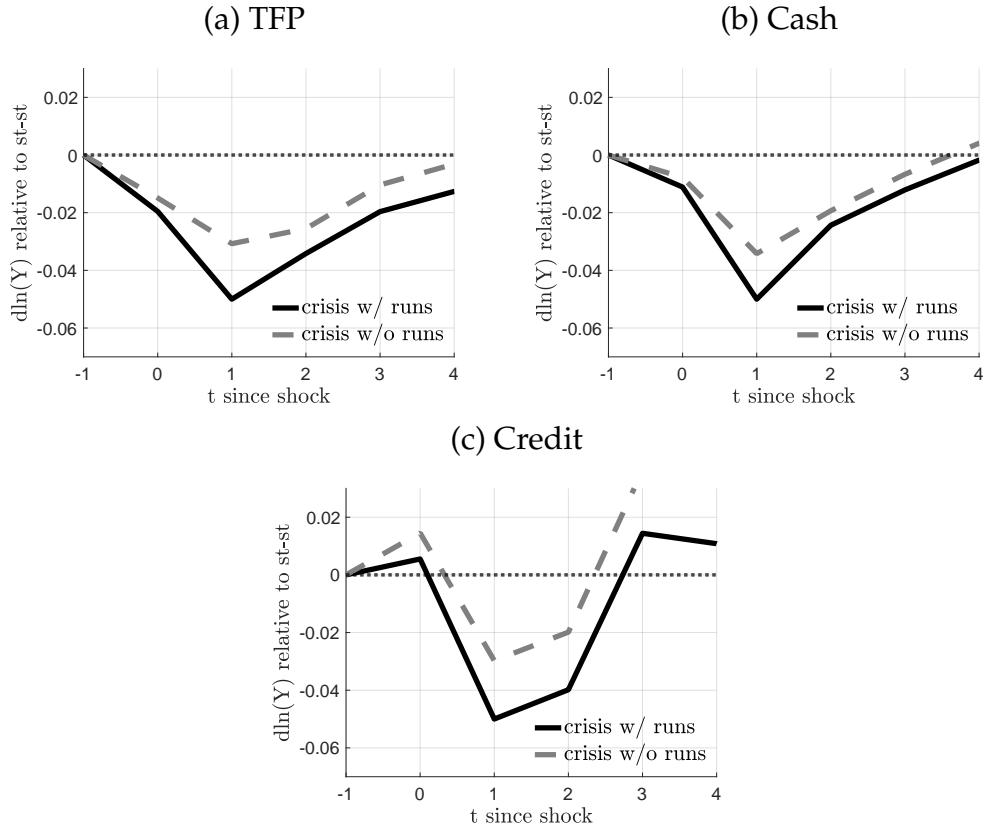 (a) TFP
dln(Y) relative to st-st
0.02
0
-0.02
-0.04
-0.06
crisis w/ runs
crisis w/o runs
-1 0 1 2 3 4
t since shock
(b) Cash
dln(Y) relative to st-st
0.02
0
-0.02
-0.04
-0.06
crisis w/ runs
crisis w/o runs
-1 0 1 2 3 4
t since shock
(c) Credit
dln(Y) relative to st-st
0.02
0
-0.02
-0.04
-0.06
crisis w/ runs
crisis w/o runs
-1 0 1 2 3 4
t since shock